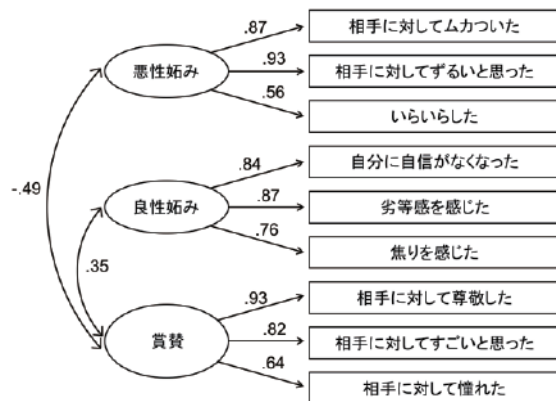 .87
相手に対してムカついた
悪性妬み
.93
相手に対してずるいと思った
.56
いらいらした
-.49
.84
自分に自信がなくなった
良性妬み
.87
劣等感を感じた
.76
焦りを感じた
.35
.93
相手に対して尊敬した
賞賛
.82
相手に対してすごいと思った
.64
相手に対して憧れた